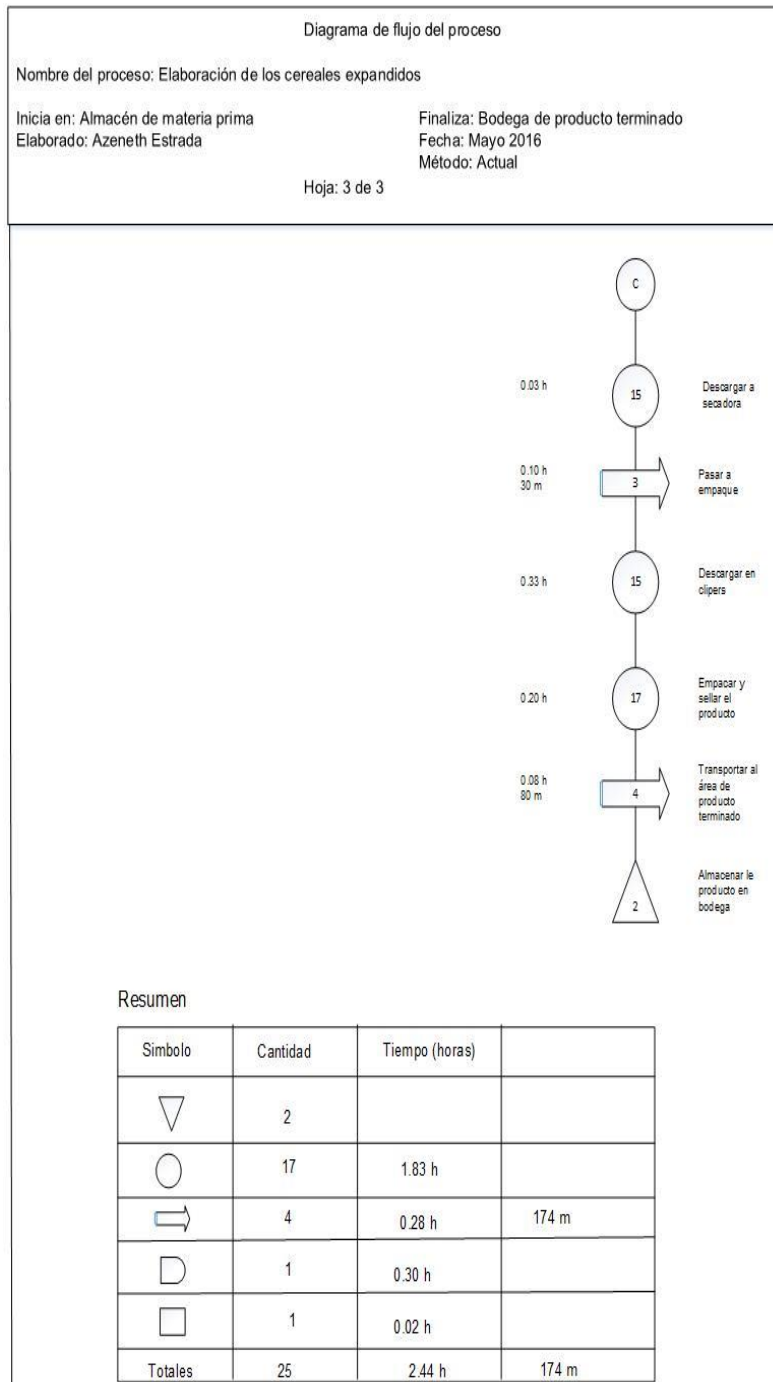 Diagrama de flujo del proceso
Nombre del proceso: Elaboración de los cereales expandidos
Inicia en: Almacén de materia prima
Finaliza: Bodega de producto terminado
Elaborado: Azeneth Estrada
Fecha: Mayo 2016
Método: Actual
Hoja: 3 de 3
C
0.03 h
15
Descargar a
secadora
0.10 h
30 m
3
Pasar a
empaque
0.33 h
15
Descargar en
clipers
0.20 h
17
Empacar y
sellar el
producto
0.08 h
80 m
4
Transportar al
área de
producto
terminado
2
Almacenar le
producto en
bodega
Resumen
Simbolo Cantidad Tiempo (horas)
2
17 1.83 h
4 0.28 h 174 m
1 0.30 h
1 0.02 h
Totales 25 2.44 h 174 m